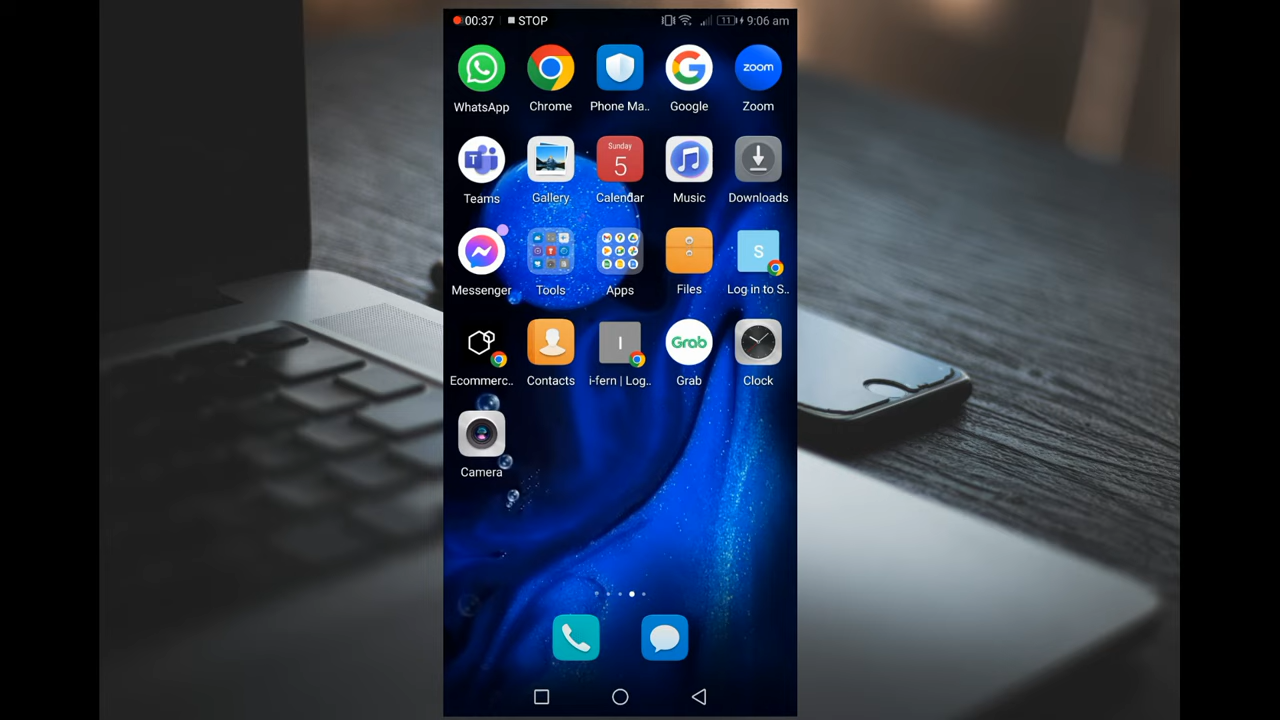 00:37 STOP 11 9:06 am
WhatsApp Chrome Phone Ma.. Google Zoom
zoom
Sunday
5
T
Teams Gallery Calendar Music Downloads
S
Messenger Tools Apps Files Log in to S..
I
Grab
Ecommerc.. Contacts i-fern | Log.. Grab Clock
Camera